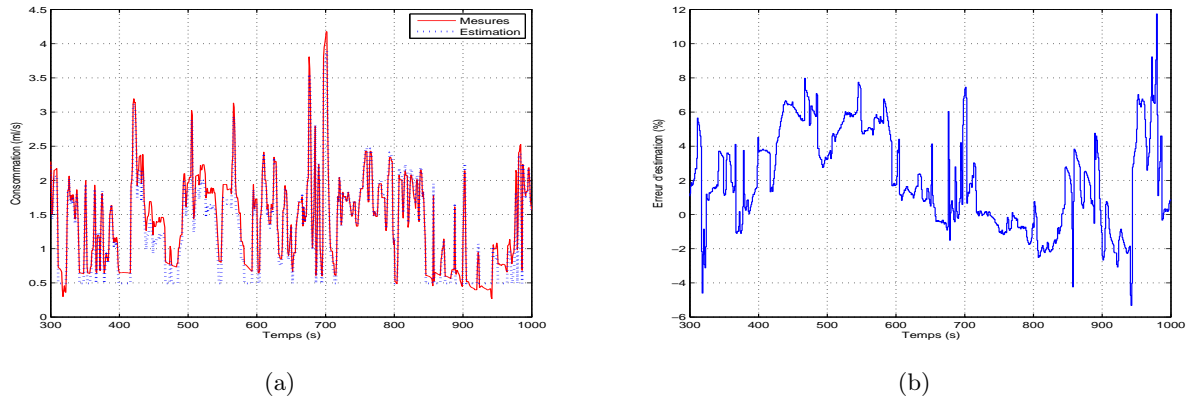 4.5
4
3.5
3
2.5
2
1.5
1
0.5
0
Consommation (ml/s)
Mesures
Estimation
300 400 500 600 700 800 900 1000
Temps (s)
(a)
12
10
8
6
4
2
0
−2
−4
−6
Erreur d'estimation (%)
300 400 500 600 700 800 900 1000
Temps (s)
(b)